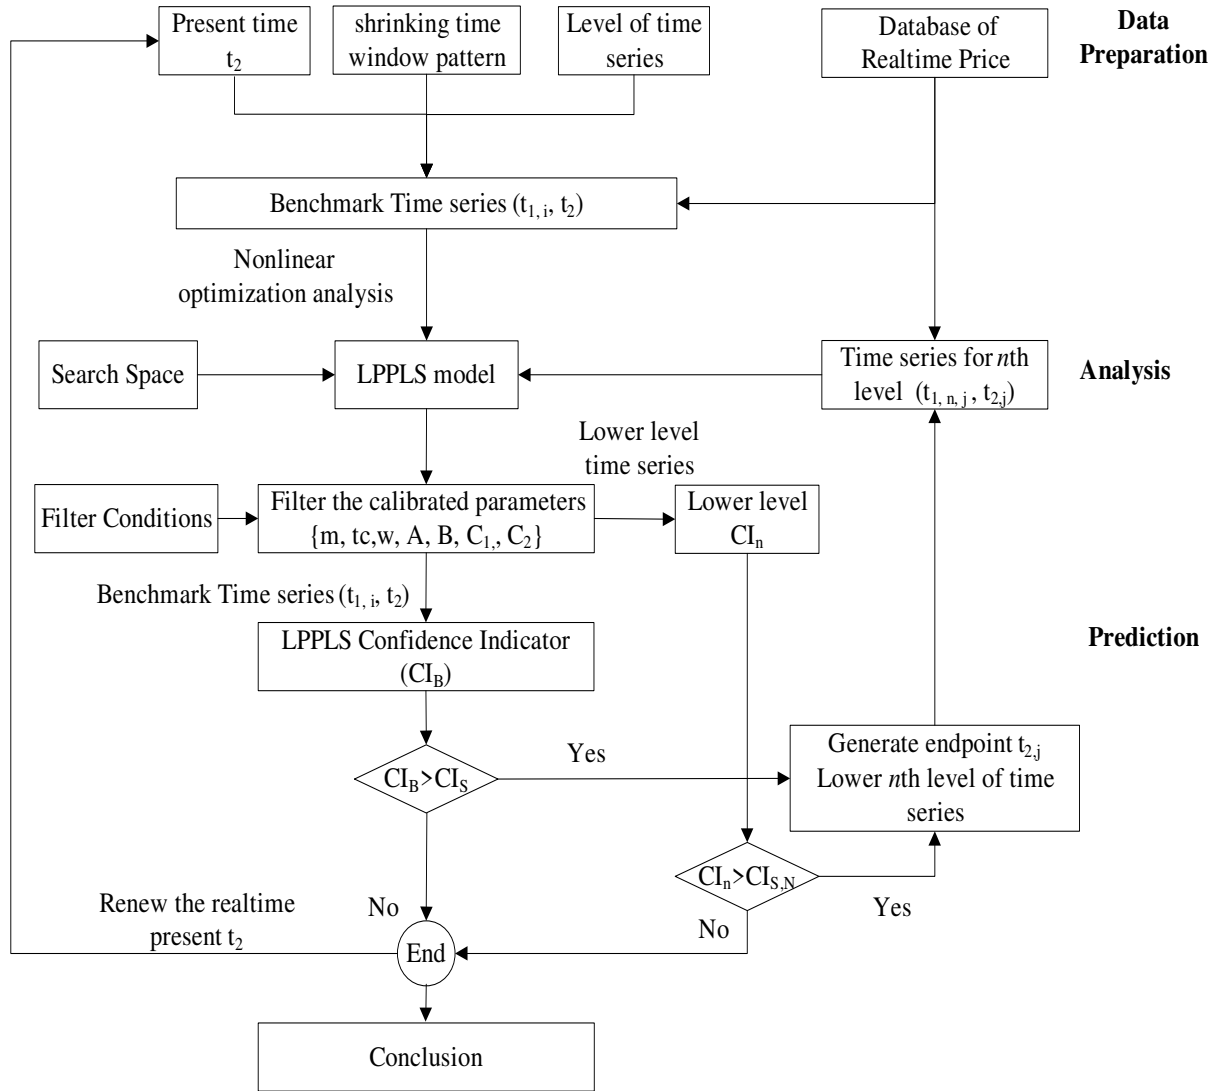 Present time
t₂
shrinking time
window pattern
Level of time
series
Database of
Realtime Price
Data
Preparation
Benchmark Time series (t₁, ᵢ, t₂)
Nonlinear
optimization analysis
Search Space
LPPLS model
Time series for nth
level (t₁, ₙ, ⱼ , t₂,ⱼ)
Analysis
Lower level
time series
Filter Conditions
Filter the calibrated parameters
{m, tc,w, A, B, C₁,, C₂}
Lower level
CIₙ
Benchmark Time series (t₁, ᵢ, t₂)
LPPLS Confidence Indicator
(CI_B)
Prediction
CI_B>CI_S
Yes
Generate endpoint t₂,ⱼ
Lower nth level of time
series
CIₙ>CI_S,N
Yes
No
No
Renew the realtime
present t₂
End
Conclusion